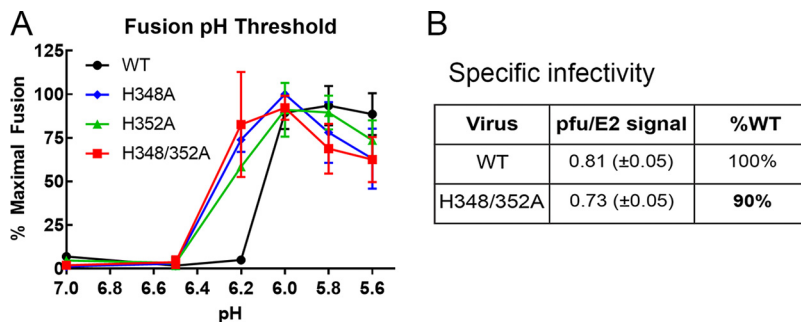 A
Fusion pH Threshold
% Maximal Fusion
125
100
75
50
25
0
WT
H348A
H352A
H348/352A
7.0 6.8 6.6 6.4 6.2 6.0 5.8 5.6
pH
B
Specific infectivity
Virus pfu/E2 signal %WT
WT 0.81 (±0.05) 100%
H348/352A 0.73 (±0.05) 90%